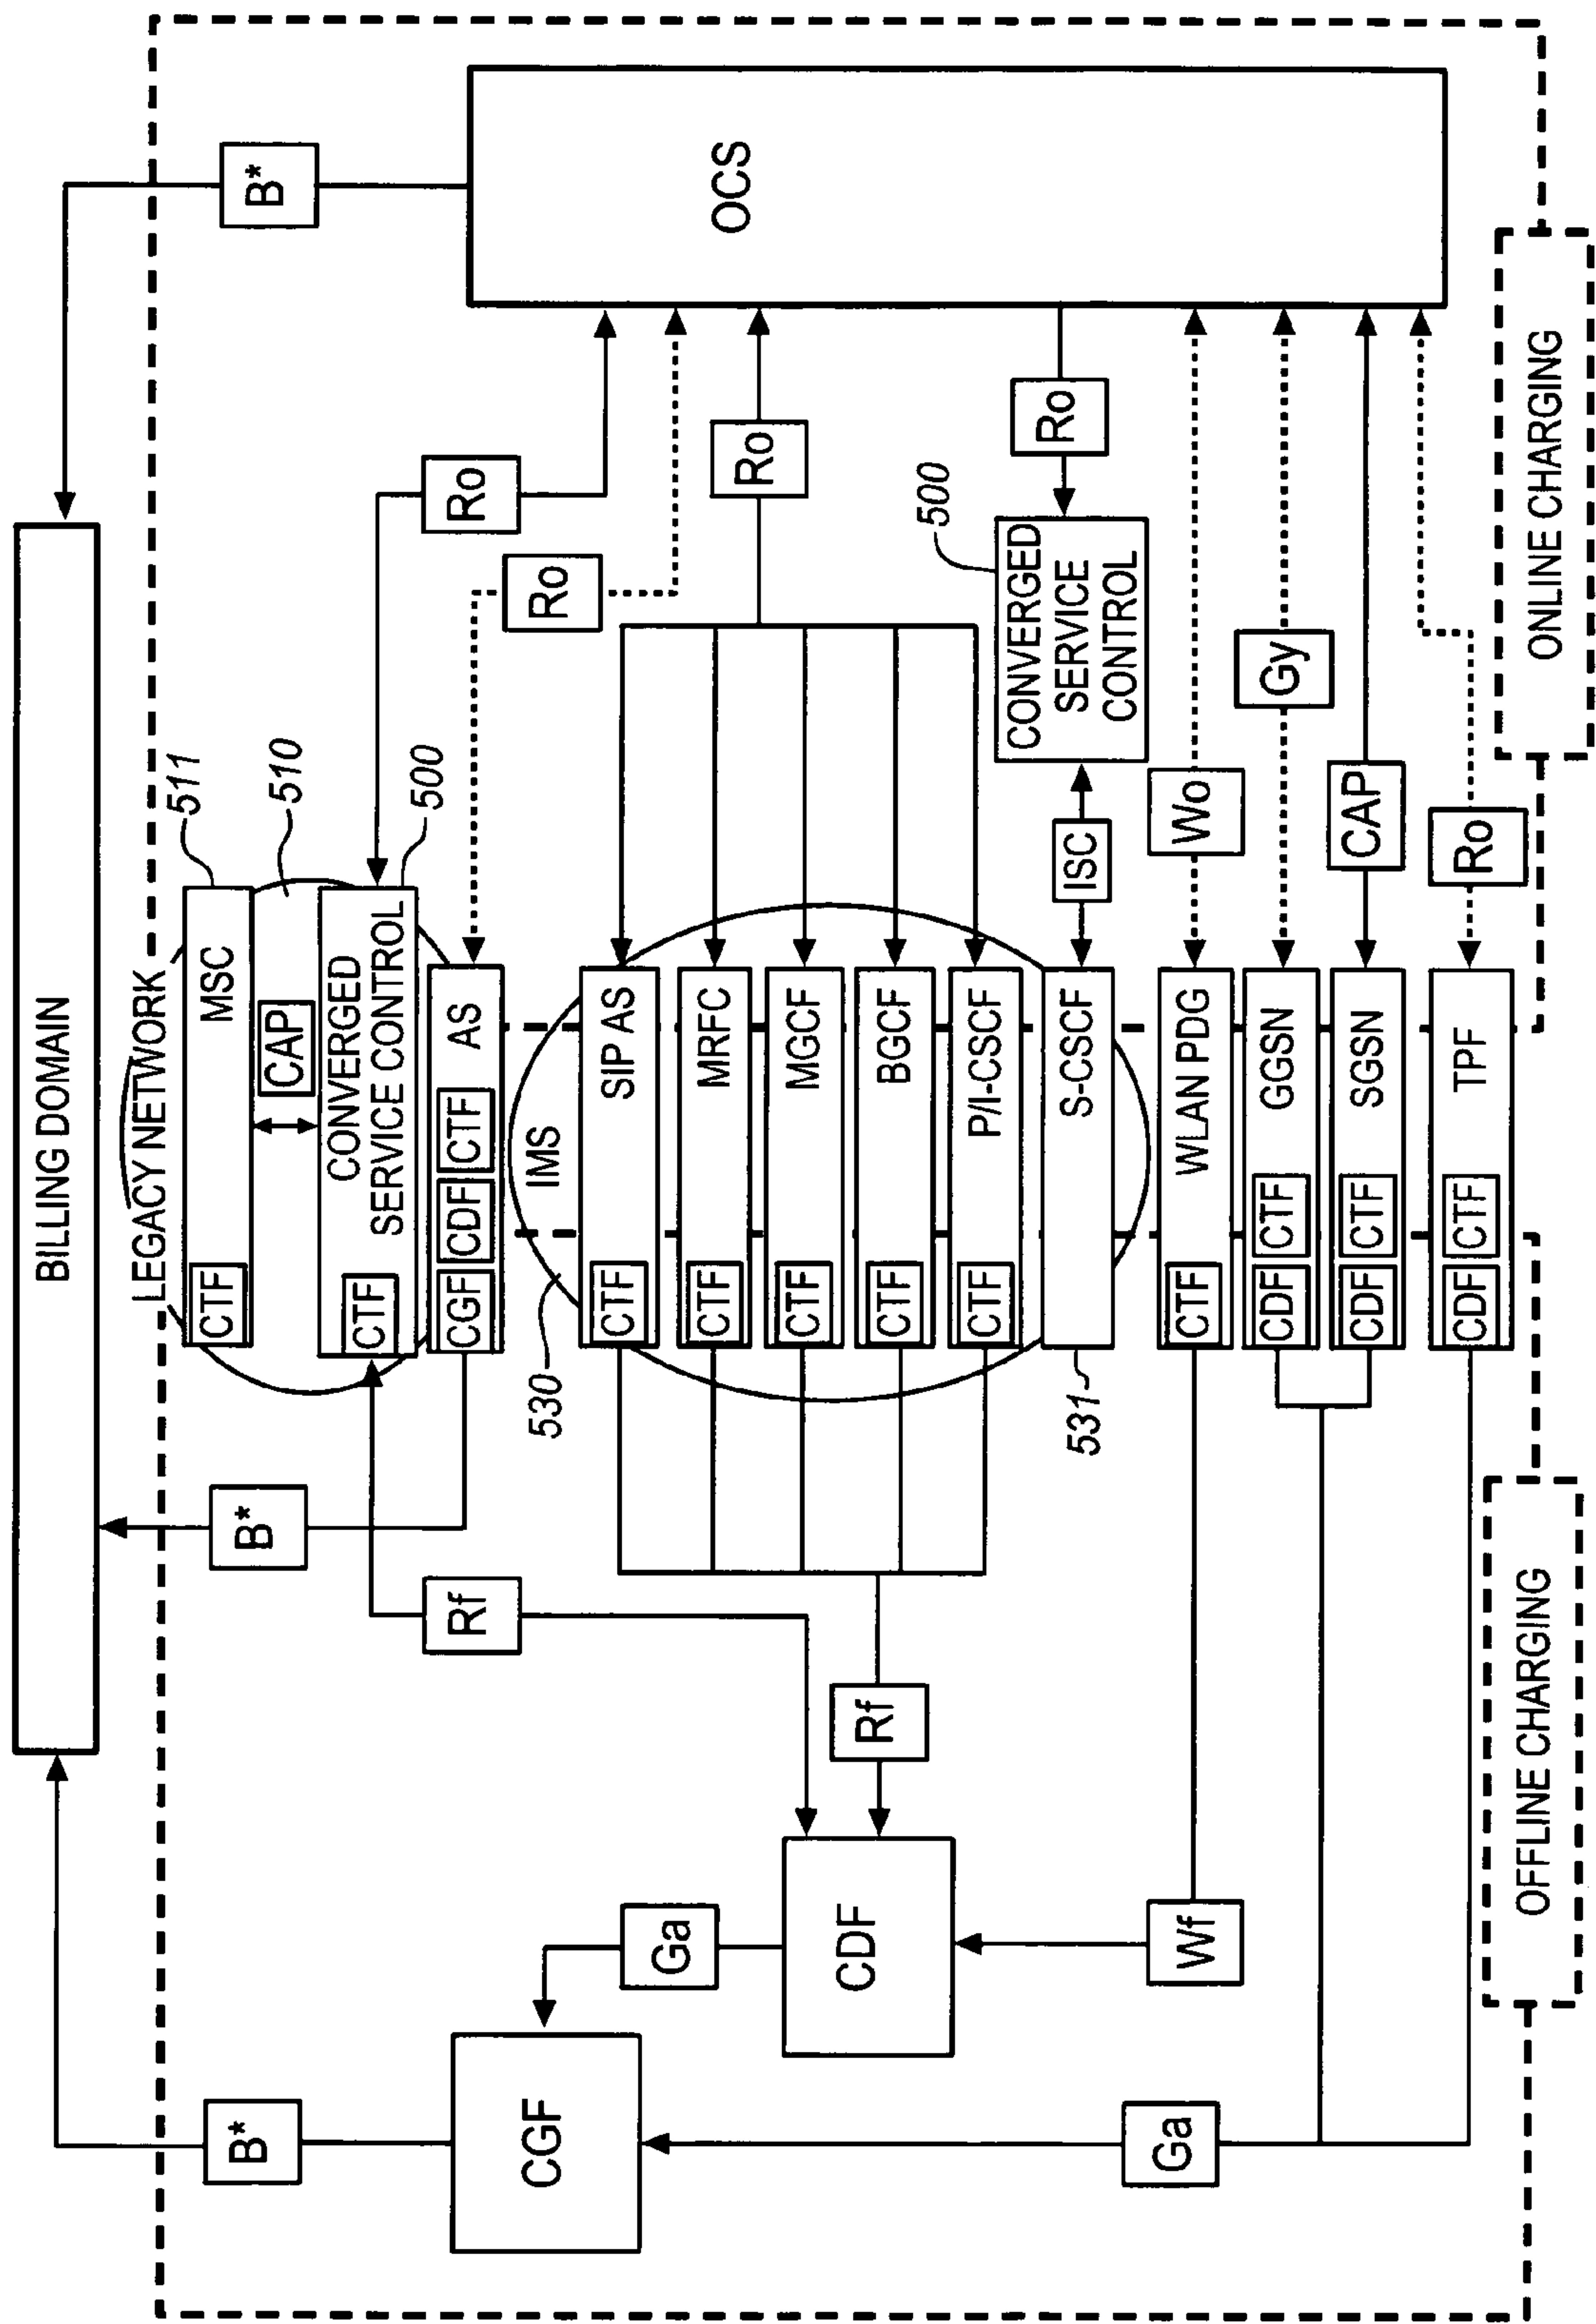 BILLING DOMAIN
B*
B*
B*
LEGACY NETWORK
511
510
500
CTF
MSC
CAP
CTF
CONVERGED
SERVICE CONTROL
CGF
CDF
CTF
AS
Ro
Ro
Rf
IMS
530
CTF
SIP AS
CTF
MRFC
CTF
MGCF
CTF
BGCF
CTF
P/I-CSCF
S-CSCF
531
Ro
OCS
Rf
CGF
Ga
CDF
500
CONVERGED
SERVICE
CONTROL
Ro
ISC
CTF
WLAN PDG
Wo
Wf
CDF
CTF
GGSN
Gy
CDF
CTF
SGSN
CAP
Ga
CDF
CTF
TPF
Ro
OFFLINE CHARGING
ONLINE CHARGING